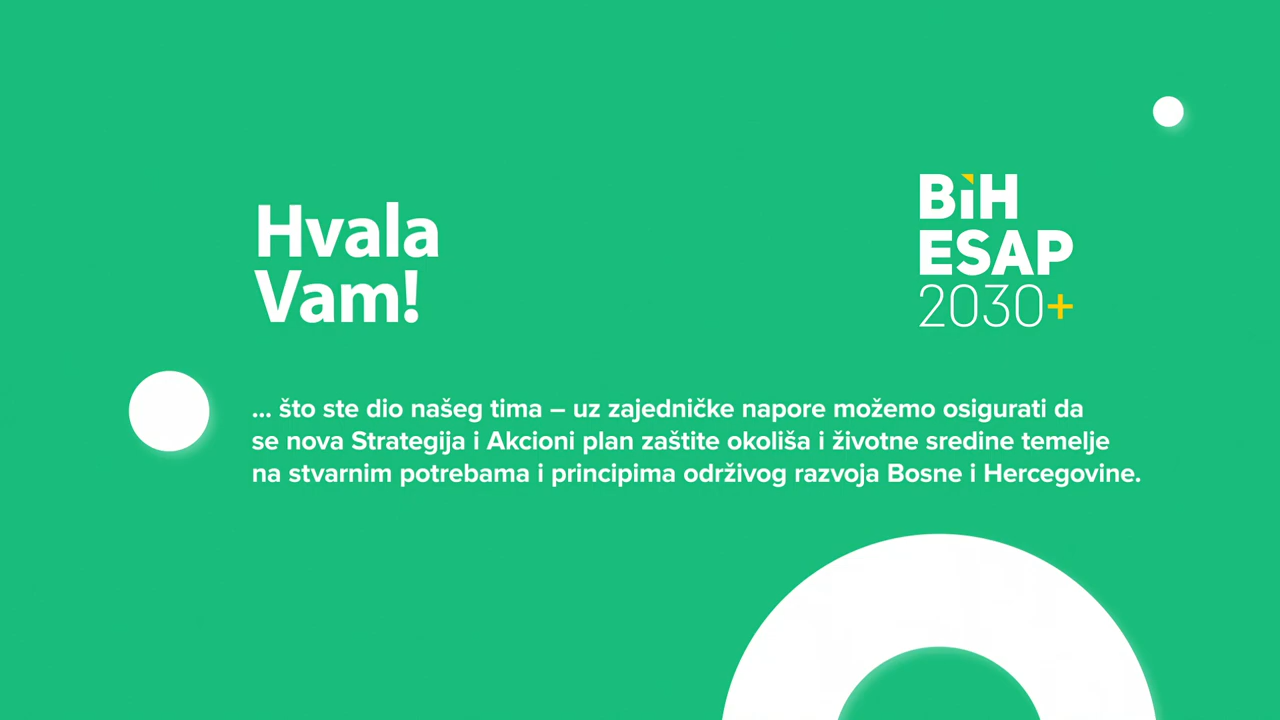 Hvala
Vam!
BiH
ESAP
2030+
... što ste dio našeg tima – uz zajedničke napore možemo osigurati da
se nova Strategija i Akcioni plan zaštite okoliša i životne sredine temelje
na stvarnim potrebama i principima održivog razvoja Bosne i Hercegovine.